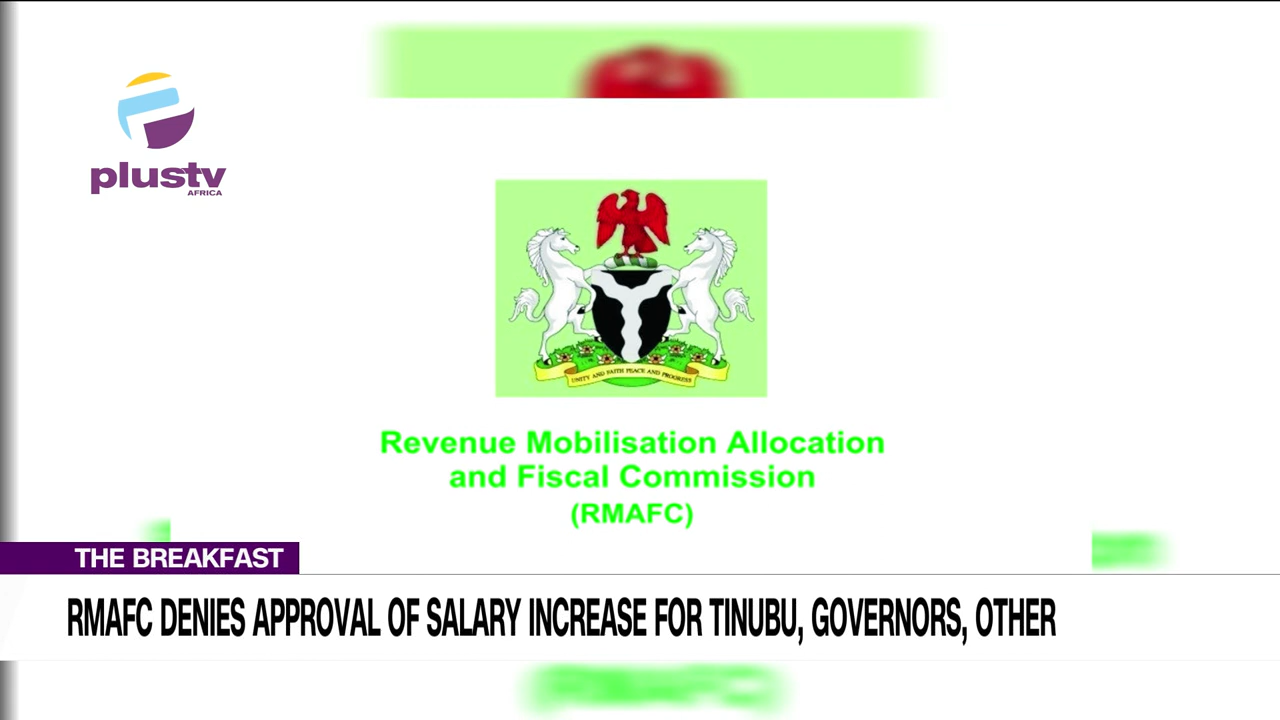 plustv
AFRICA
UNITY AND FAITH PEACE AND PROGRESS
Revenue Mobilisation Allocation
and Fiscal Commission
(RMAFC)
THE BREAKFAST
RMAFC DENIES APPROVAL OF SALARY INCREASE FOR TINUBU, GOVERNORS, OTHER